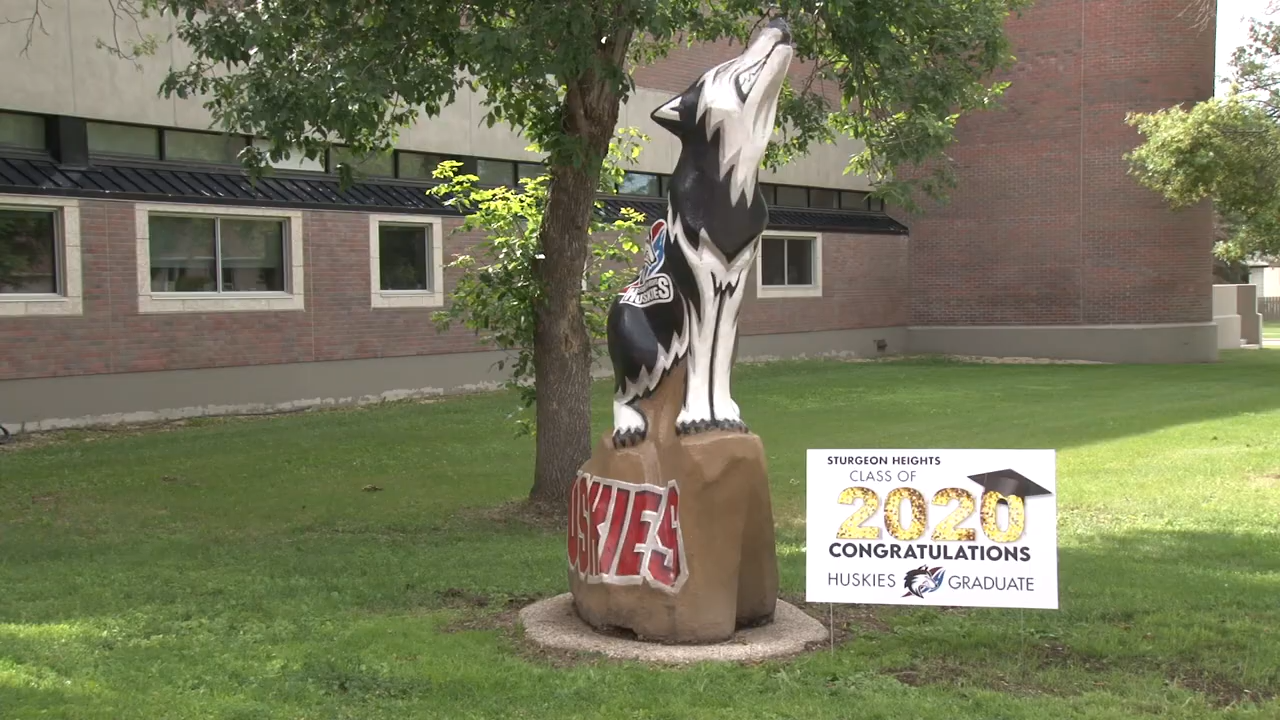 HUSKIES
USKIES
STURGEON HEIGHTS
CLASS OF
2020
CONGRATULATIONS
HUSKIES GRADUATE